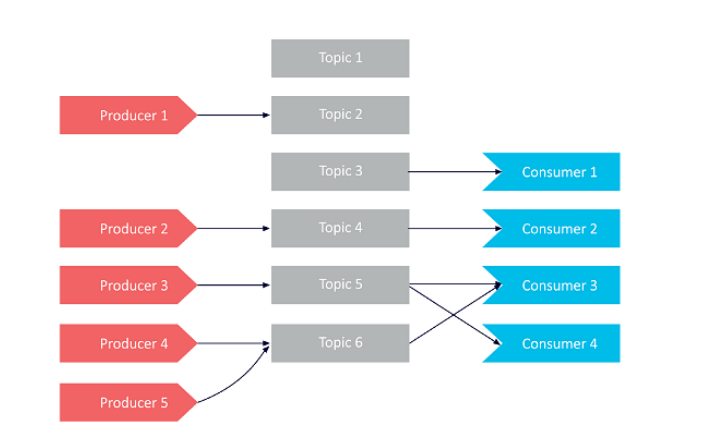 Topic 1
Producer 1
Topic 2
Topic 3
Consumer 1
Producer 2
Topic 4
Consumer 2
Producer 3
Topic 5
Consumer 3
Producer 4
Topic 6
Consumer 4
Producer 5